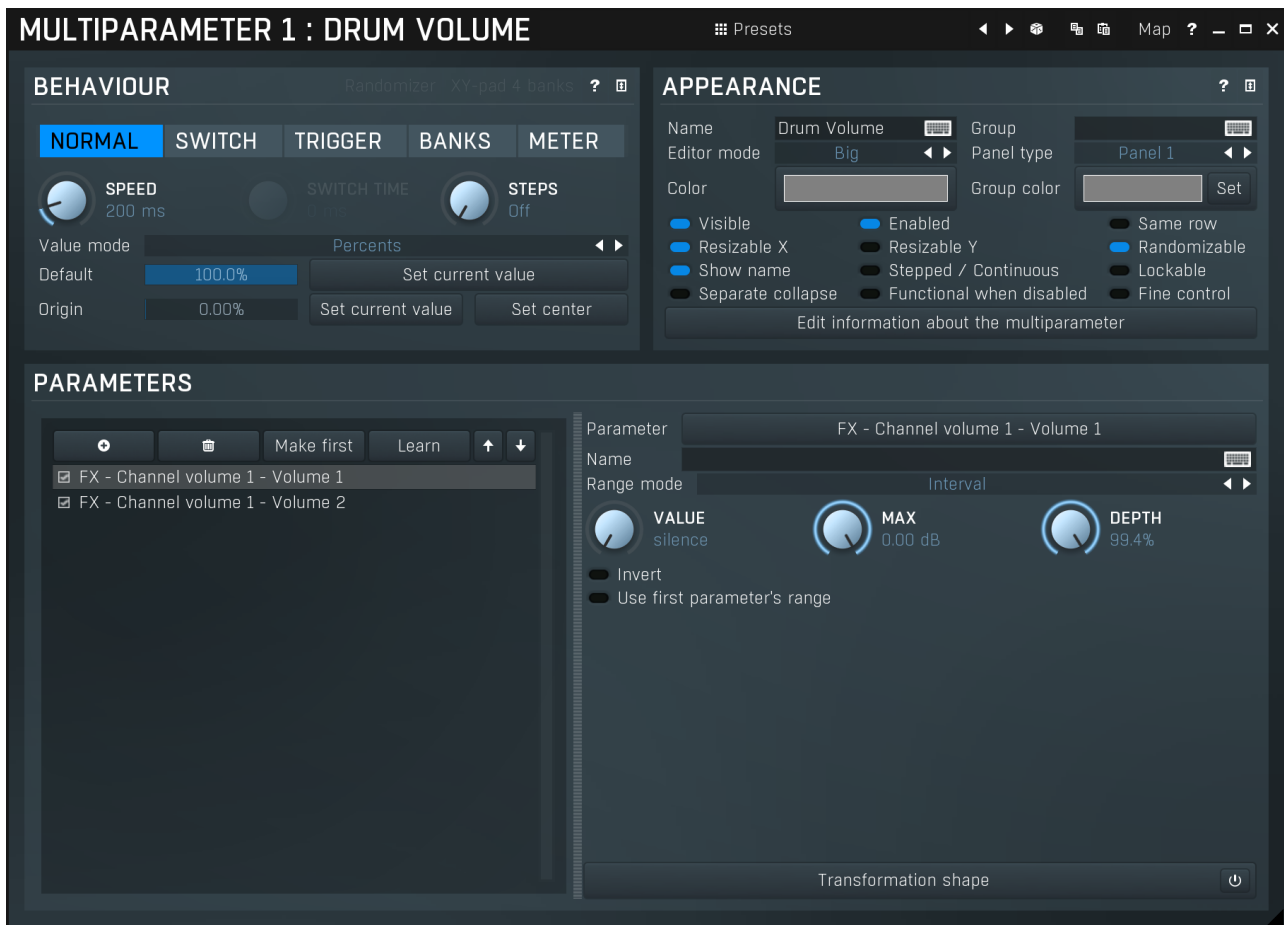 MULTIPARAMETER 1 : DRUM VOLUME
Presets
Map ?
BEHAVIOUR
Randomizer XY-pad 4 banks ?
NORMAL SWITCH TRIGGER BANKS METER
SPEED
200 ms
SWITCH TIME
STEPS
Off
Value mode Percents
Default 100.0% Set current value
Origin 0.00% Set current value Set center
APPEARANCE ?
Name Drum Volume Group
Editor mode Big Panel type Panel 1
Color Group color Set
Visible Enabled Same row
Resizable X Resizable Y Randomizable
Show name Stepped / Continuous Lockable
Separate collapse Functional when disabled Fine control
Edit information about the multiparameter
PARAMETERS
Make first Learn
FX - Channel volume 1 - Volume 1
FX - Channel volume 1 - Volume 2
Parameter FX - Channel volume 1 - Volume 1
Name
Range mode Interval
VALUE
silence
MAX
0.00 dB
DEPTH
99.4%
Invert
Use first parameter's range
Transformation shape